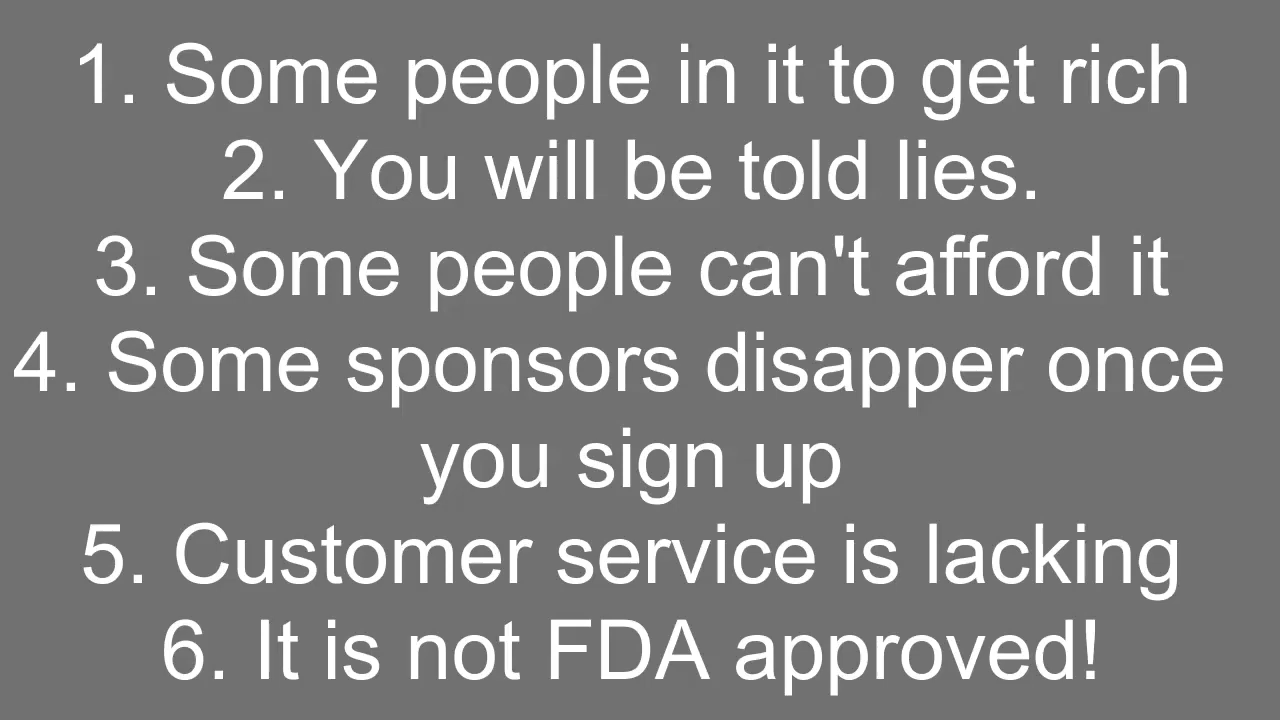 1. Some people in it to get rich
2. You will be told lies.
3. Some people can't afford it
4. Some sponsors disapper once
you sign up
5. Customer service is lacking
6. It is not FDA approved!